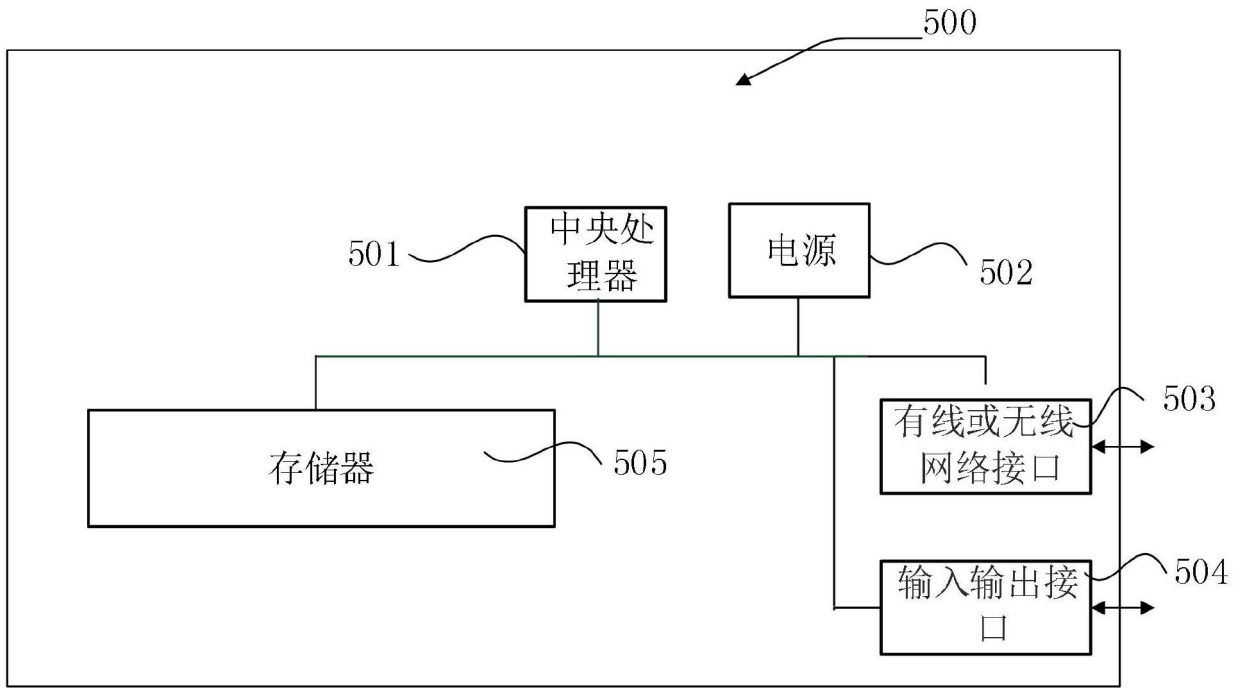 500
501
中央处
理器
电源
502
503
有线或无线
网络接口
存储器
505
504
输入输出接
口